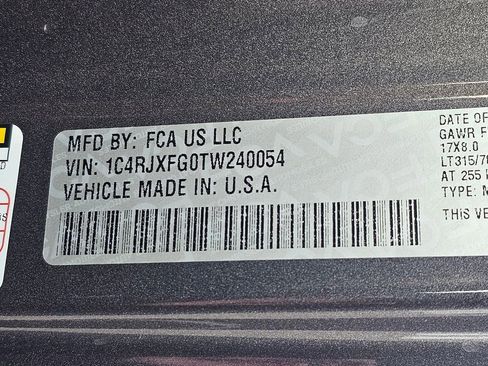 MFD BY: FCA US LLC
VIN: 1C4RJXFG0TW240054
VEHICLE MADE IN: U.S.A.
DATE OF
GAWR F
17X8.0
LT315/70
AT 255 k
TYPE: M
THIS VE